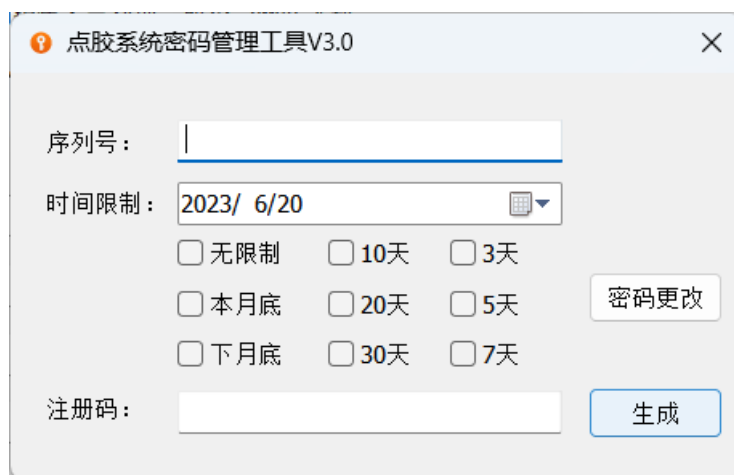 点胶系统密码管理工具V3.0
序列号：
时间限制： 2023/ 6/20
无限制 10天 3天
本月底 20天 5天 密码更改
下月底 30天 7天
注册码： 生成